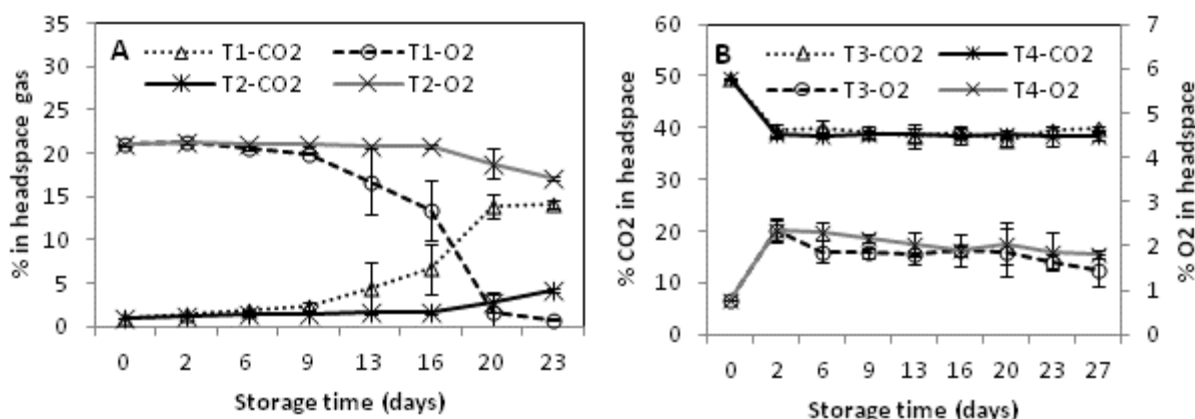 A
T1-CO2
T1-O2
T2-CO2
T2-O2
% in headspace gas
35
30
25
20
15
10
5
0
0 2 6 9 13 16 20 23
Storage time (days)
B
T3-CO2
T4-CO2
T3-O2
T4-O2
% CO2 in headspace
60
50
40
30
20
10
0
7
6
5
4
3
2
1
0
% O2 in headspace
0 2 6 9 13 16 20 23 27
Storage time (days)